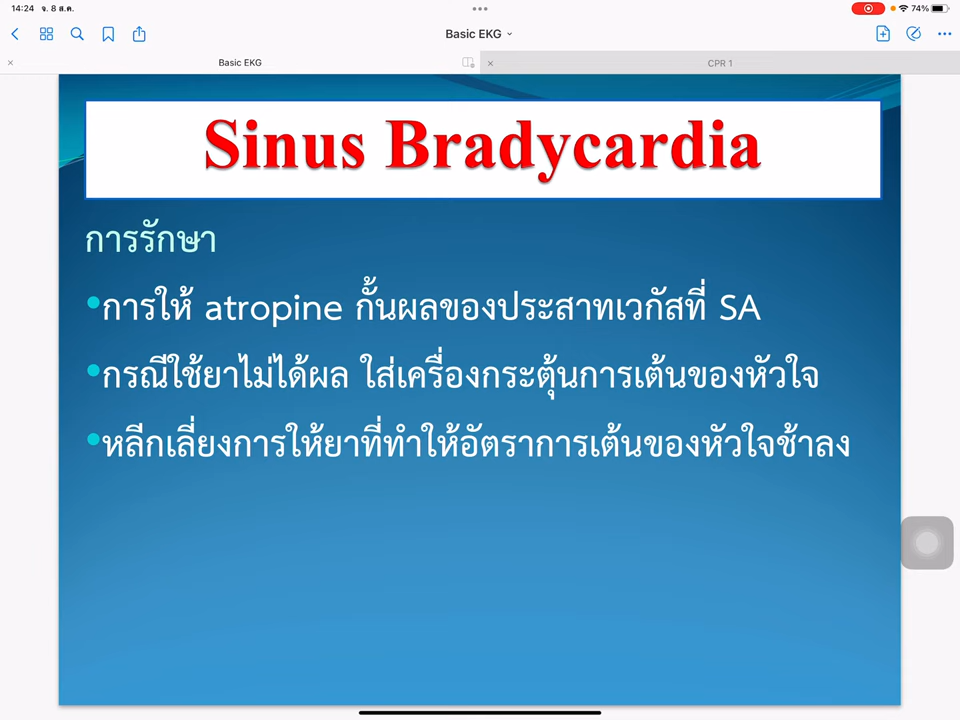 14:24 จ. 8 ส.ค.
74%
Basic EKG
Basic EKG
CPR 1
Sinus Bradycardia
การรักษา
•การให้ atropine กั้นผลของประสาทเวกัสที่ SA
•กรณีใช้ยาไม่ได้ผล ใส่เครื่องกระตุ้นการเต้นของหัวใจ
•หลีกเลี่ยงการให้ยาที่ทำให้อัตราการเต้นของหัวใจช้าลง